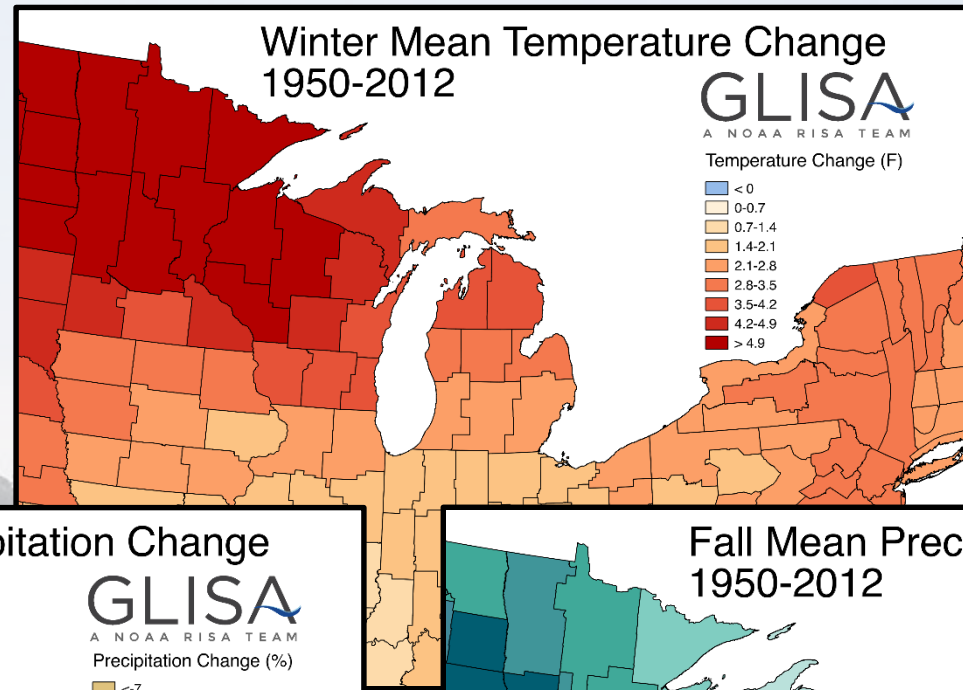 Winter Mean Temperature Change
1950-2012
GLISA
A NOAA RISA TEAM
Temperature Change (F)
< 0
0-0.7
0.7-1.4
1.4-2.1
2.1-2.8
2.8-3.5
3.5-4.2
4.2-4.9
> 4.9
pitation Change
GLISA
A NOAA RISA TEAM
Precipitation Change (%)
<-7
Fall Mean Prec
1950-2012